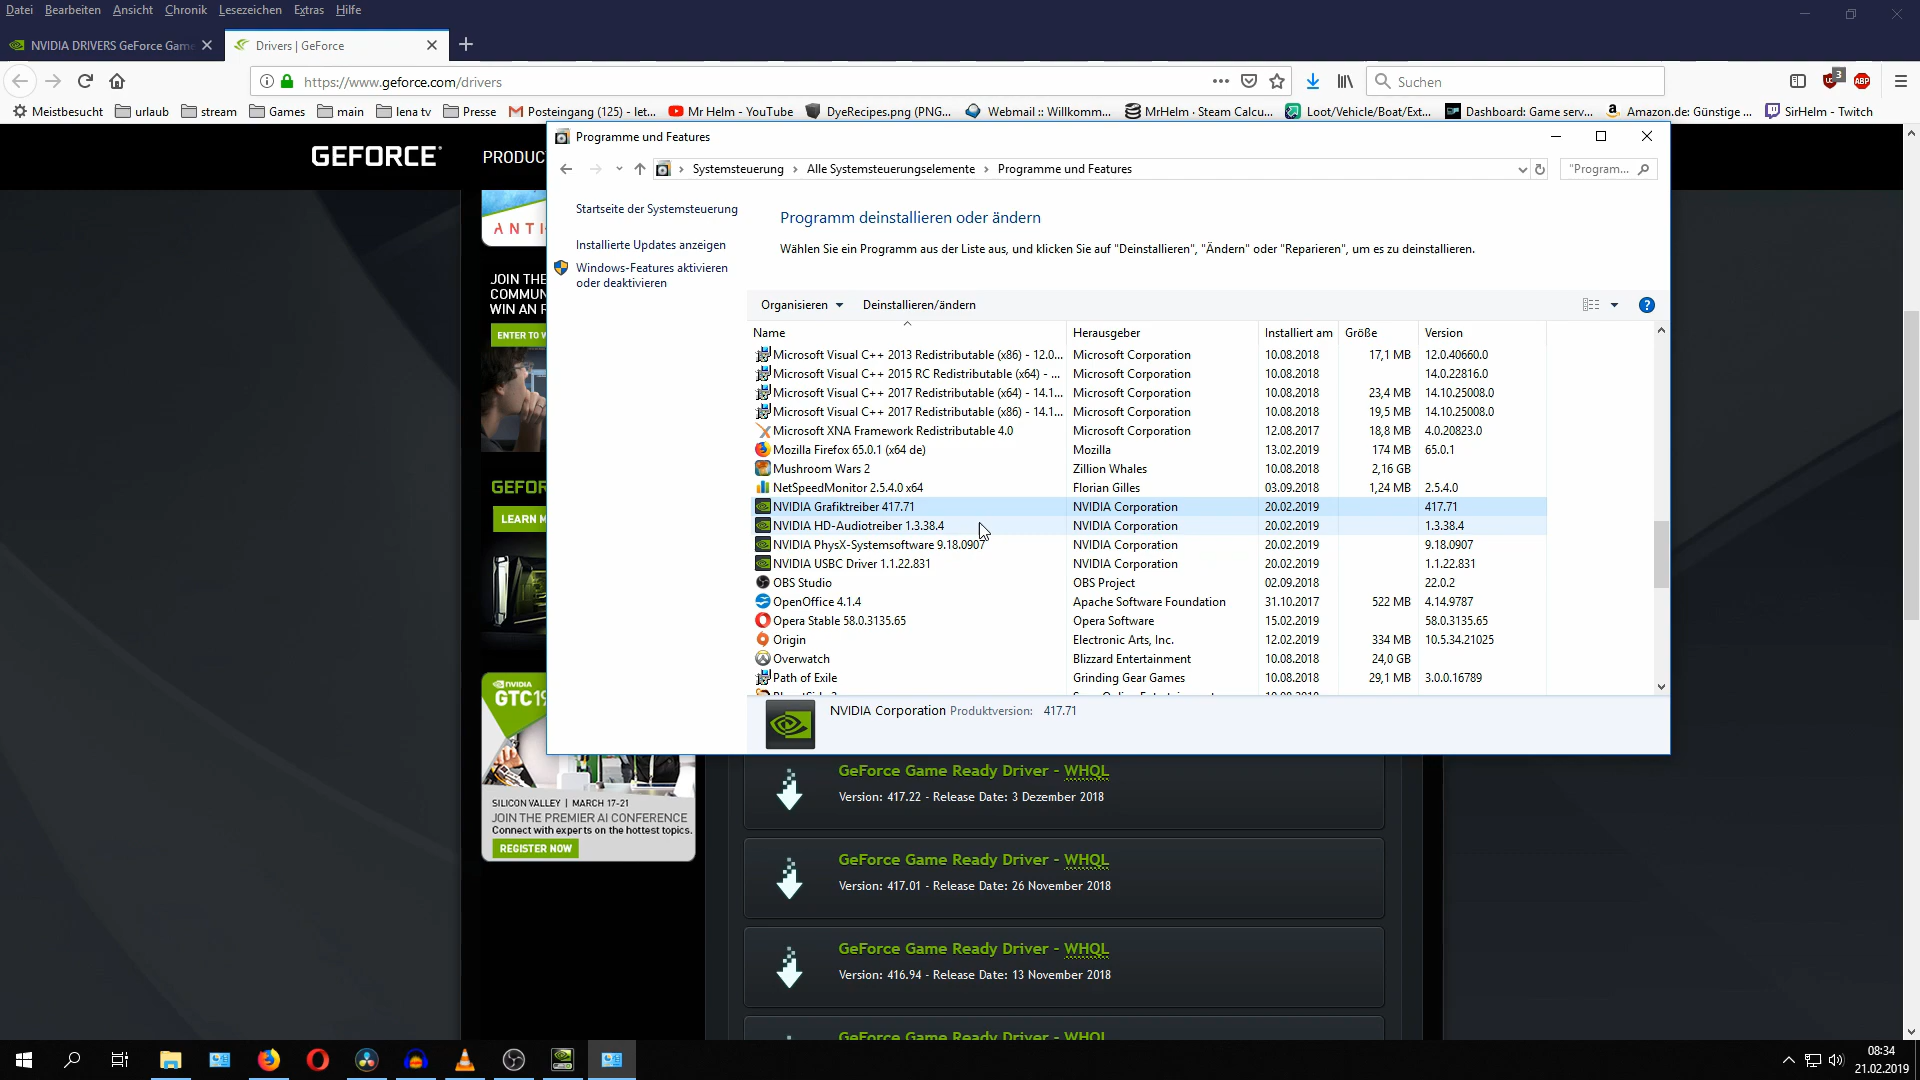 Datei Bearbeiten Ansicht Chronik Lesezeichen Extras Hilfe
NVIDIA DRIVERS GeForce Game
Drivers | GeForce
https://www.geforce.com/drivers
Suchen
3
Meistbesucht urlaub stream Games main lena tv Presse Posteingang (125) - let... Mr Helm - YouTube DyeRecipes.png (PNG... Webmail :: Willkomm... MrHelm · Steam Calcu... Loot/Vehicle/Boat/Ext... Dashboard: Game serv... Amazon.de: Günstige ... SirHelm - Twitch
GEFORCE
PRODUC
ANTI
JOIN THE
COMMUN
WIN AN F
ENTER TO W
GEFOR
LEARN M
NVIDIA
GTC19
SILICON VALLEY | MARCH 17-21
JOIN THE PREMIER AI CONFERENCE
Connect with experts on the hottest topics.
REGISTER NOW
Programme und Features
Systemsteuerung > Alle Systemsteuerungselemente > Programme und Features
"Program...
Startseite der Systemsteuerung
Installierte Updates anzeigen
Windows-Features aktivieren
oder deaktivieren
Programm deinstallieren oder ändern
Wählen Sie ein Programm aus der Liste aus, und klicken Sie auf "Deinstallieren", "Ändern" oder "Reparieren", um es zu deinstallieren.
Organisieren Deinstallieren/ändern
Name Herausgeber Installiert am Größe Version
Microsoft Visual C++ 2013 Redistributable (x86) - 12.0... Microsoft Corporation 10.08.2018 17,1 MB 12.0.40660.0
Microsoft Visual C++ 2015 RC Redistributable (x64) - ... Microsoft Corporation 10.08.2018 14.0.22816.0
Microsoft Visual C++ 2017 Redistributable (x64) - 14.1... Microsoft Corporation 10.08.2018 23,4 MB 14.10.25008.0
Microsoft Visual C++ 2017 Redistributable (x86) - 14.1... Microsoft Corporation 10.08.2018 19,5 MB 14.10.25008.0
Microsoft XNA Framework Redistributable 4.0 Microsoft Corporation 12.08.2017 18,8 MB 4.0.20823.0
Mozilla Firefox 65.0.1 (x64 de) Mozilla 13.02.2019 174 MB 65.0.1
Mushroom Wars 2 Zillion Whales 10.08.2018 2,16 GB
NetSpeedMonitor 2.5.4.0 x64 Florian Gilles 03.09.2018 1,24 MB 2.5.4.0
NVIDIA Grafiktreiber 417.71 NVIDIA Corporation 20.02.2019 417.71
NVIDIA HD-Audiotreiber 1.3.38.4 NVIDIA Corporation 20.02.2019 1.3.38.4
NVIDIA PhysX-Systemsoftware 9.18.0907 NVIDIA Corporation 20.02.2019 9.18.0907
NVIDIA USBC Driver 1.1.22.831 NVIDIA Corporation 20.02.2019 1.1.22.831
OBS Studio OBS Project 02.09.2018 22.0.2
OpenOffice 4.1.4 Apache Software Foundation 31.10.2017 522 MB 4.14.9787
Opera Stable 58.0.3135.65 Opera Software 15.02.2019 58.0.3135.65
Origin Electronic Arts, Inc. 12.02.2019 334 MB 10.5.34.21025
Overwatch Blizzard Entertainment 10.08.2018 24,0 GB
Path of Exile Grinding Gear Games 10.08.2018 29,1 MB 3.0.0.16789
NVIDIA Corporation Produktversion: 417.71
GeForce Game Ready Driver - WHQL
Version: 417.22 - Release Date: 3 Dezember 2018
GeForce Game Ready Driver - WHQL
Version: 417.01 - Release Date: 26 November 2018
GeForce Game Ready Driver - WHQL
Version: 416.94 - Release Date: 13 November 2018
GeForce Game Ready Driver - WHQL
08:34
21.02.2019